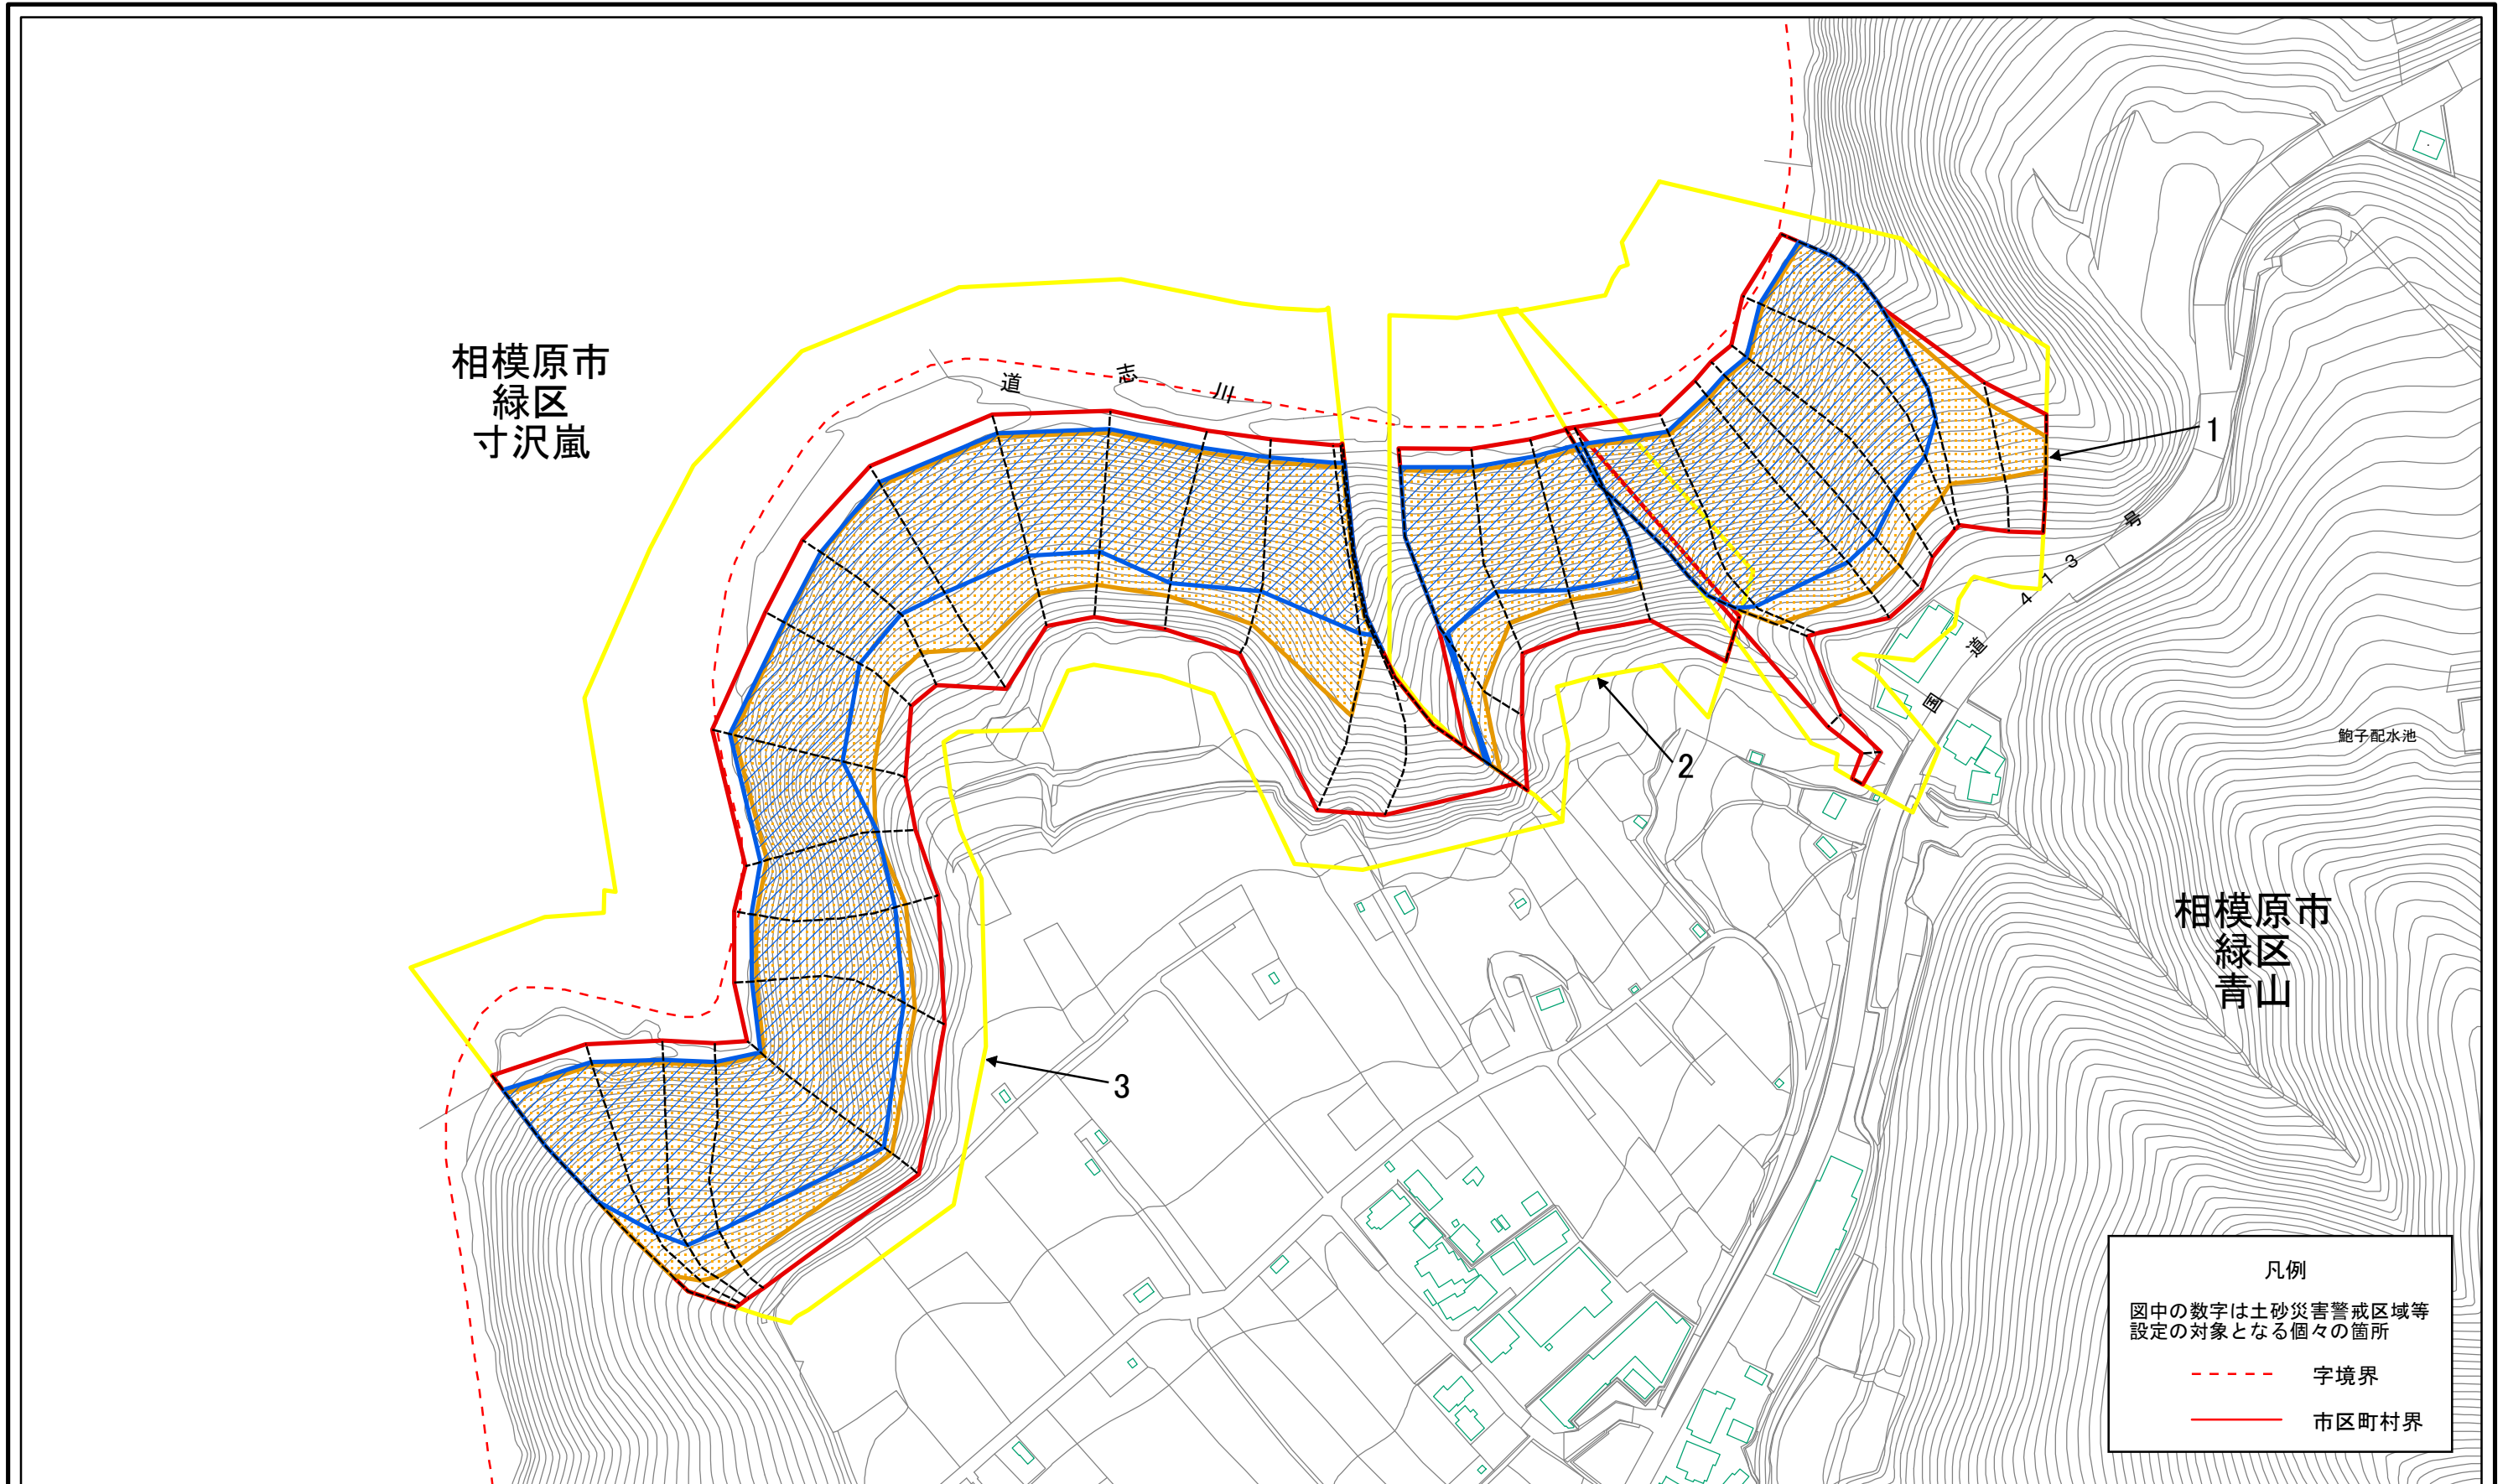 相模原市
緑区
寸沢嵐
道志川
1
国道413号
鮑子配水池
2
相模原市
緑区
青山
3
凡例
図中の数字は土砂災害警戒区域等
設定の対象となる個々の箇所
字境界
市区町村界